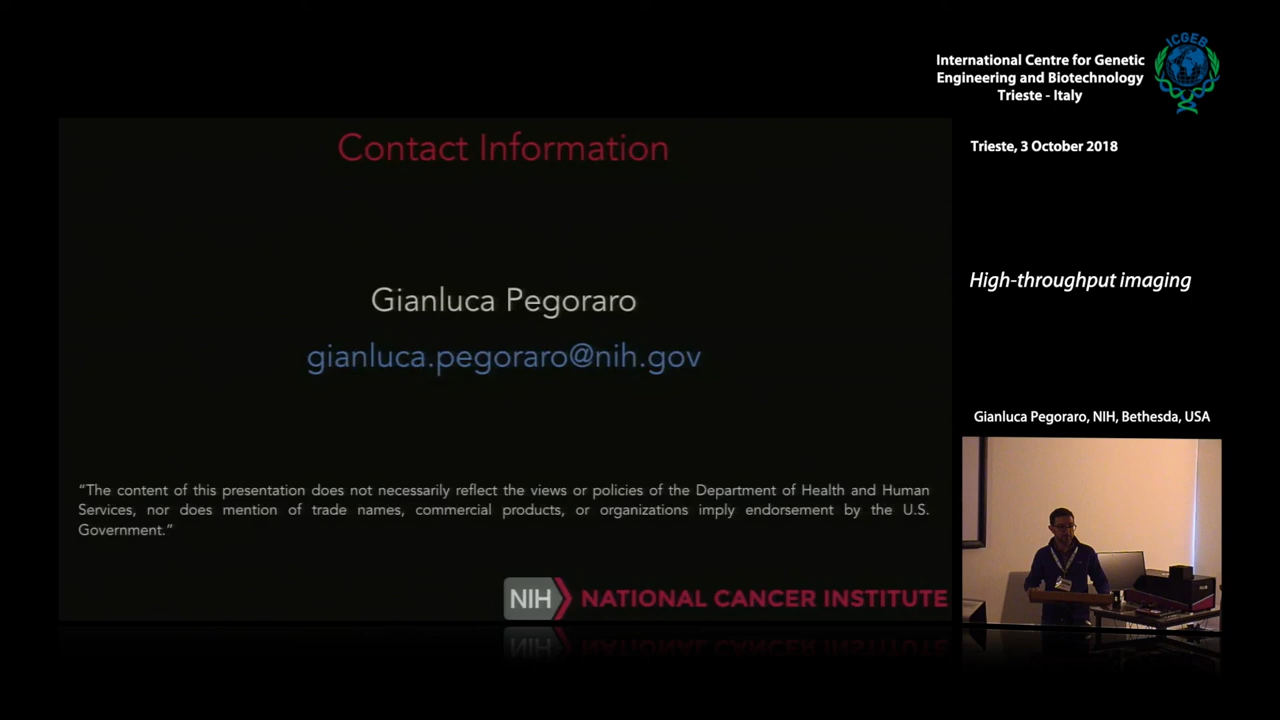 International Centre for Genetic
Engineering and Biotechnology
Trieste - Italy
ICGEB
Trieste, 3 October 2018
Contact Information
High-throughput imaging
Gianluca Pegoraro
gianluca.pegoraro@nih.gov
Gianluca Pegoraro, NIH, Bethesda, USA
“The content of this presentation does not necessarily reflect the views or policies of the Department of Health and Human
Services, nor does mention of trade names, commercial products, or organizations imply endorsement by the U.S.
Government.”
NIH NATIONAL CANCER INSTITUTE